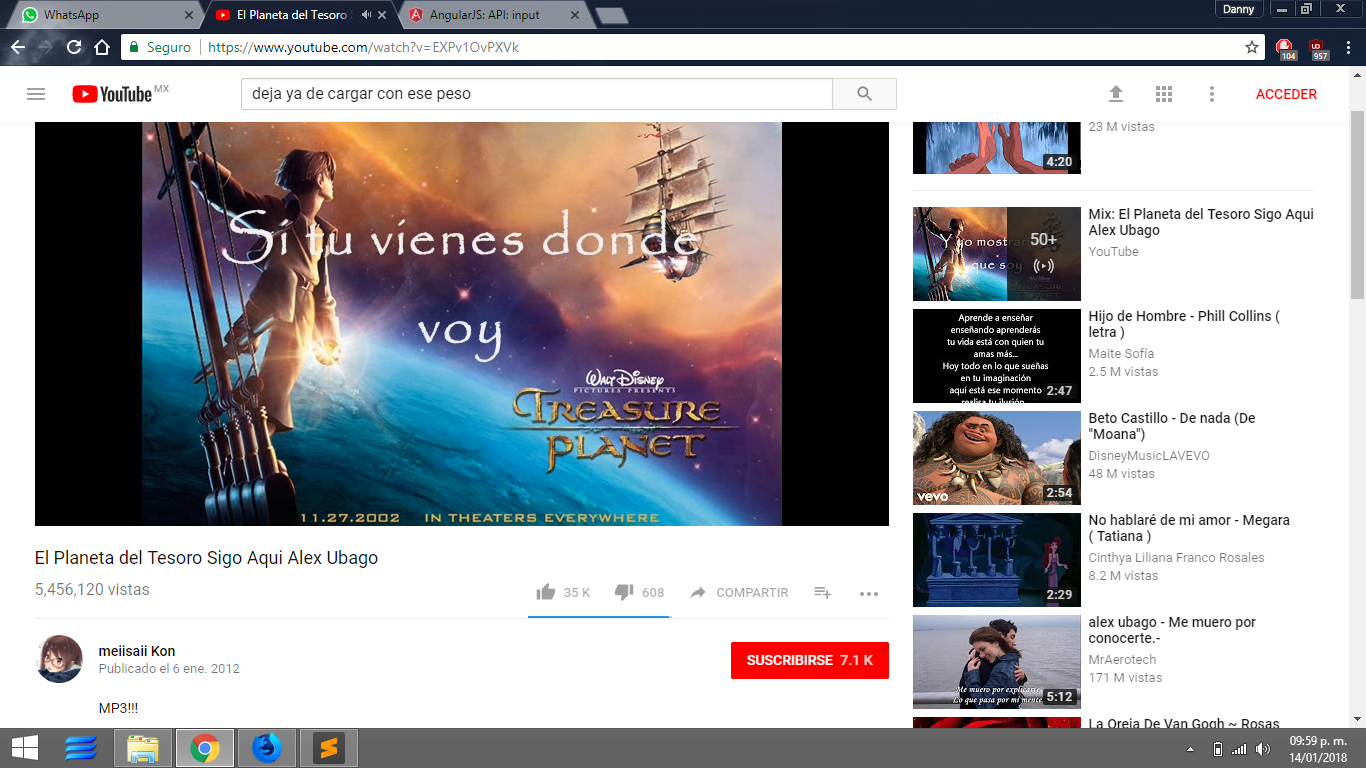 WhatsApp
El Planeta del Tesoro S
AngularJS: API: input
Danny
Seguro
https://www.youtube.com/watch?v=EXPv1OvPXVk
104
957
YouTube MX
deja ya de cargar con ese peso
ACCEDER
Si tu vienes donde
voy
WALT DISNEY
PICTURES PRESENTS
TREASURE
PLANET
11.27.2002 IN THEATERS EVERYWHERE
El Planeta del Tesoro Sigo Aqui Alex Ubago
5,456,120 vistas
35 K
608
COMPARTIR
meiisaii Kon
Publicado el 6 ene. 2012
SUSCRIBIRSE 7.1 K
MP3!!!
23 M vistas
4:20
Y yo mostrar
que soy
50+
Mix: El Planeta del Tesoro Sigo Aqui
Alex Ubago
YouTube
Aprende a enseñar
enseñando aprenderás
tu vida está con quien tu
amas más...
Hoy todo en lo que sueñas
en tu imaginación
aquí está ese momento
realisa tu ilusión
2:47
Hijo de Hombre - Phill Collins (
letra )
Maite Sofía
2.5 M vistas
vevo
2:54
Beto Castillo - De nada (De
"Moana")
DisneyMusicLAVEVO
48 M vistas
2:29
No hablaré de mi amor - Megara
( Tatiana )
Cinthya Liliana Franco Rosales
8.2 M vistas
Me muero por explicarte
Lo que pasa por mi mente
5:12
alex ubago - Me muero por
conocerte.-
MrAerotech
171 M vistas
La Oreja De Van Gogh ~ Rosas
09:59 p. m.
14/01/2018